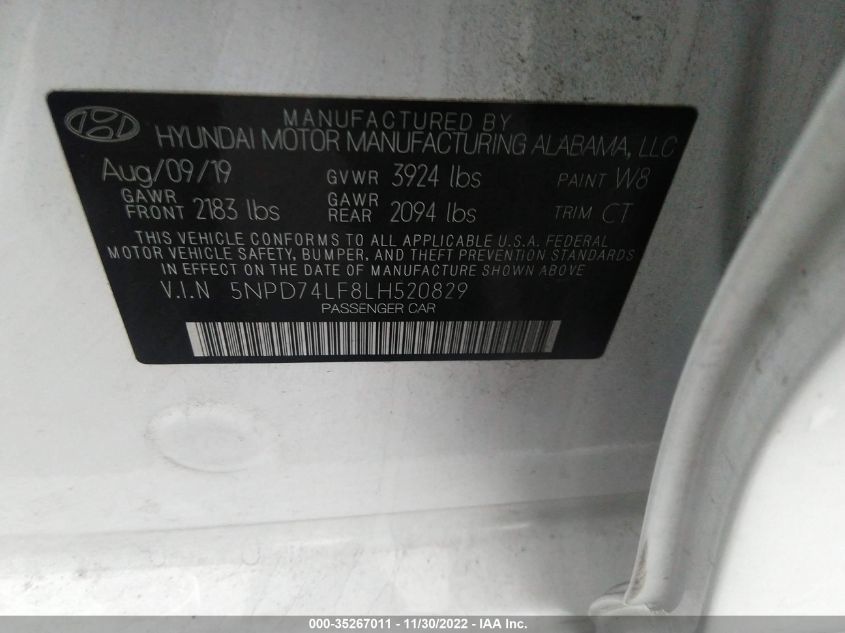 MANUFACTURED BY
HYUNDAI MOTOR MANUFACTURING ALABAMA, LLC
Aug/09/19 GVWR 3924 lbs PAINT W8
GAWR FRONT 2183 lbs GAWR REAR 2094 lbs TRIM CT
THIS VEHICLE CONFORMS TO ALL APPLICABLE U.S.A. FEDERAL
MOTOR VEHICLE SAFETY, BUMPER, AND THEFT PREVENTION STANDARDS
IN EFFECT ON THE DATE OF MANUFACTURE SHOWN ABOVE.
V.I.N 5NPD74LF8LH520829
PASSENGER CAR
000-35267011 - 11/30/2022 - IAA Inc.